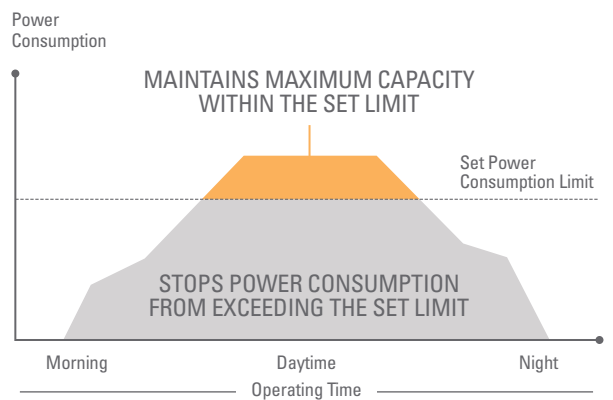 Power
Consumption
MAINTAINS MAXIMUM CAPACITY
WITHIN THE SET LIMIT
Set Power
Consumption Limit
STOPS POWER CONSUMPTION
FROM EXCEEDING THE SET LIMIT
Morning
Daytime
Night
Operating Time